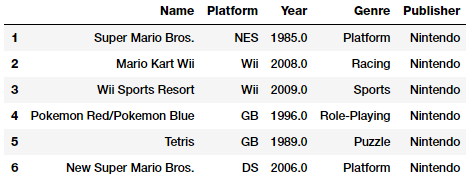 Name Platform Year Genre Publisher
1 Super Mario Bros. NES 1985.0 Platform Nintendo
2 Mario Kart Wii Wii 2008.0 Racing Nintendo
3 Wii Sports Resort Wii 2009.0 Sports Nintendo
4 Pokemon Red/Pokemon Blue GB 1996.0 Role-Playing Nintendo
5 Tetris GB 1989.0 Puzzle Nintendo
6 New Super Mario Bros. DS 2006.0 Platform Nintendo